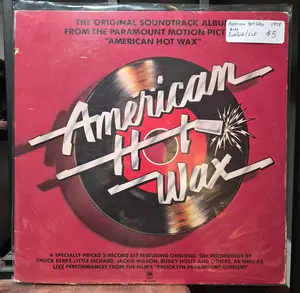 THE ORIGINAL SOUNDTRACK ALBUM
FROM THE PARAMOUNT MOTION PICT
"AMERICAN HOT WAX"
American Hot Wax 1978
$5
American
Hot
Wax
A SPECIALLY-PRICED 2-RECORD SET FEATURING ORIGINAL '50s RECORDINGS BY
CHUCK BERRY, LITTLE RICHARD, JACKIE WILSON, BUDDY HOLLY AND OTHERS, AS WELL AS
LIVE PERFORMANCES FROM THE FILM'S "BROOKLYN PARAMOUNT CONCERT"